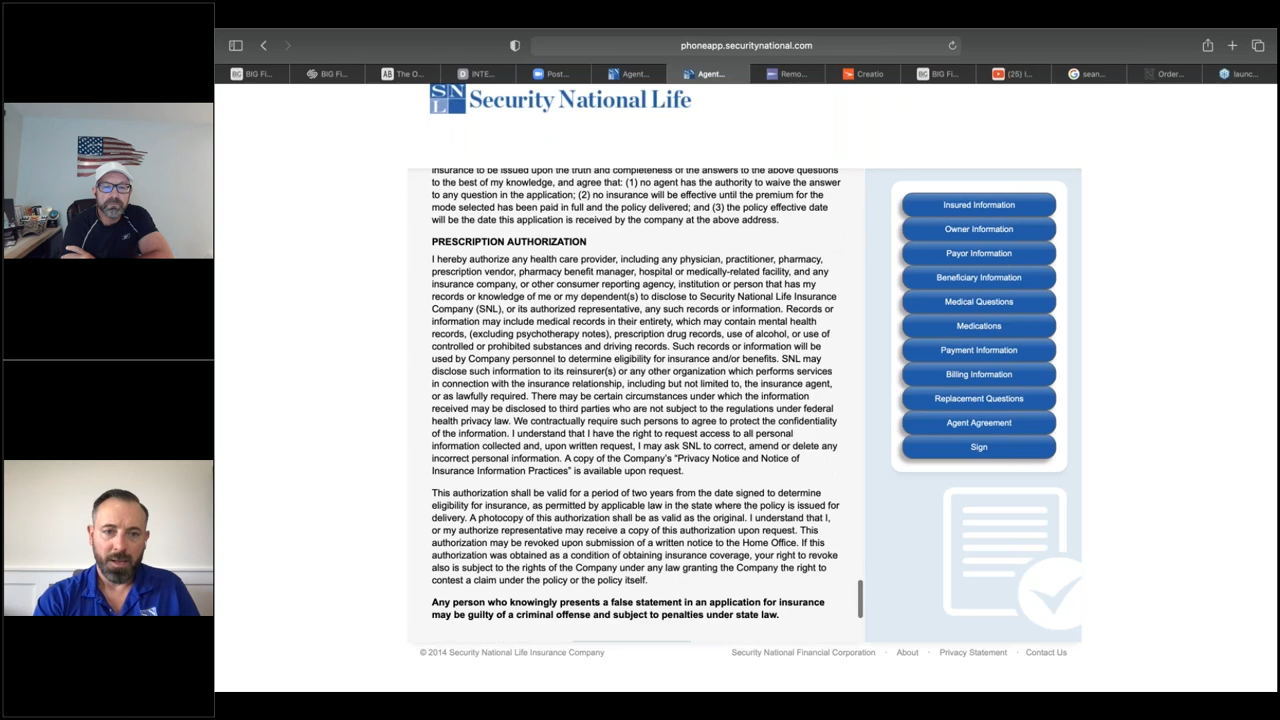 phoneapp.securitynational.com
BG BIG Fi...
BIG Fi...
AB The O...
D INTE...
Post...
Agent...
Agent...
Remo...
Creatio
BG BIG Fi...
(25) I...
G sean...
Order...
launc...
SNL Security National Life
insurance to be issued upon the truth and completeness of the answers to the above questions
to the best of my knowledge, and agree that: (1) no agent has the authority to waive the answer
to any question in the application; (2) no insurance will be effective until the premium for the
mode selected has been paid in full and the policy delivered; and (3) the policy effective date
will be the date this application is received by the company at the above address.
PRESCRIPTION AUTHORIZATION
I hereby authorize any health care provider, including any physician, practitioner, pharmacy,
prescription vendor, pharmacy benefit manager, hospital or medically-related facility, and any
insurance company, or other consumer reporting agency, institution or person that has my
records or knowledge of me or my dependent(s) to disclose to Security National Life Insurance
Company (SNL), or its authorized representative, any such records or information. Records or
information may include medical records in their entirety, which may contain mental health
records, (excluding psychotherapy notes), prescription drug records, use of alcohol, or use of
controlled or prohibited substances and driving records. Such records or information will be
used by Company personnel to determine eligibility for insurance and/or benefits. SNL may
disclose such information to its reinsurer(s) or any other organization which performs services
in connection with the insurance relationship, including but not limited to, the insurance agent,
or as lawfully required. There may be certain circumstances under which the information
received may be disclosed to third parties who are not subject to the regulations under federal
health privacy law. We contractually require such persons to agree to protect the confidentiality
of the information. I understand that I have the right to request access to all personal
information collected and, upon written request, I may ask SNL to correct, amend or delete any
incorrect personal information. A copy of the Company's "Privacy Notice and Notice of
Insurance Information Practices" is available upon request.
This authorization shall be valid for a period of two years from the date signed to determine
eligibility for insurance, as permitted by applicable law in the state where the policy is issued for
delivery. A photocopy of this authorization shall be as valid as the original. I understand that I,
or my authorize representative may receive a copy of this authorization upon request. This
authorization may be revoked upon submission of a written notice to the Home Office. If this
authorization was obtained as a condition of obtaining insurance coverage, your right to revoke
also is subject to the rights of the Company under any law granting the Company the right to
contest a claim under the policy or the policy itself.
Any person who knowingly presents a false statement in an application for insurance
may be guilty of a criminal offense and subject to penalties under state law.
Insured Information
Owner Information
Payor Information
Beneficiary Information
Medical Questions
Medications
Payment Information
Billing Information
Replacement Questions
Agent Agreement
Sign
© 2014 Security National Life Insurance Company
Security National Financial Corporation · About · Privacy Statement · Contact Us